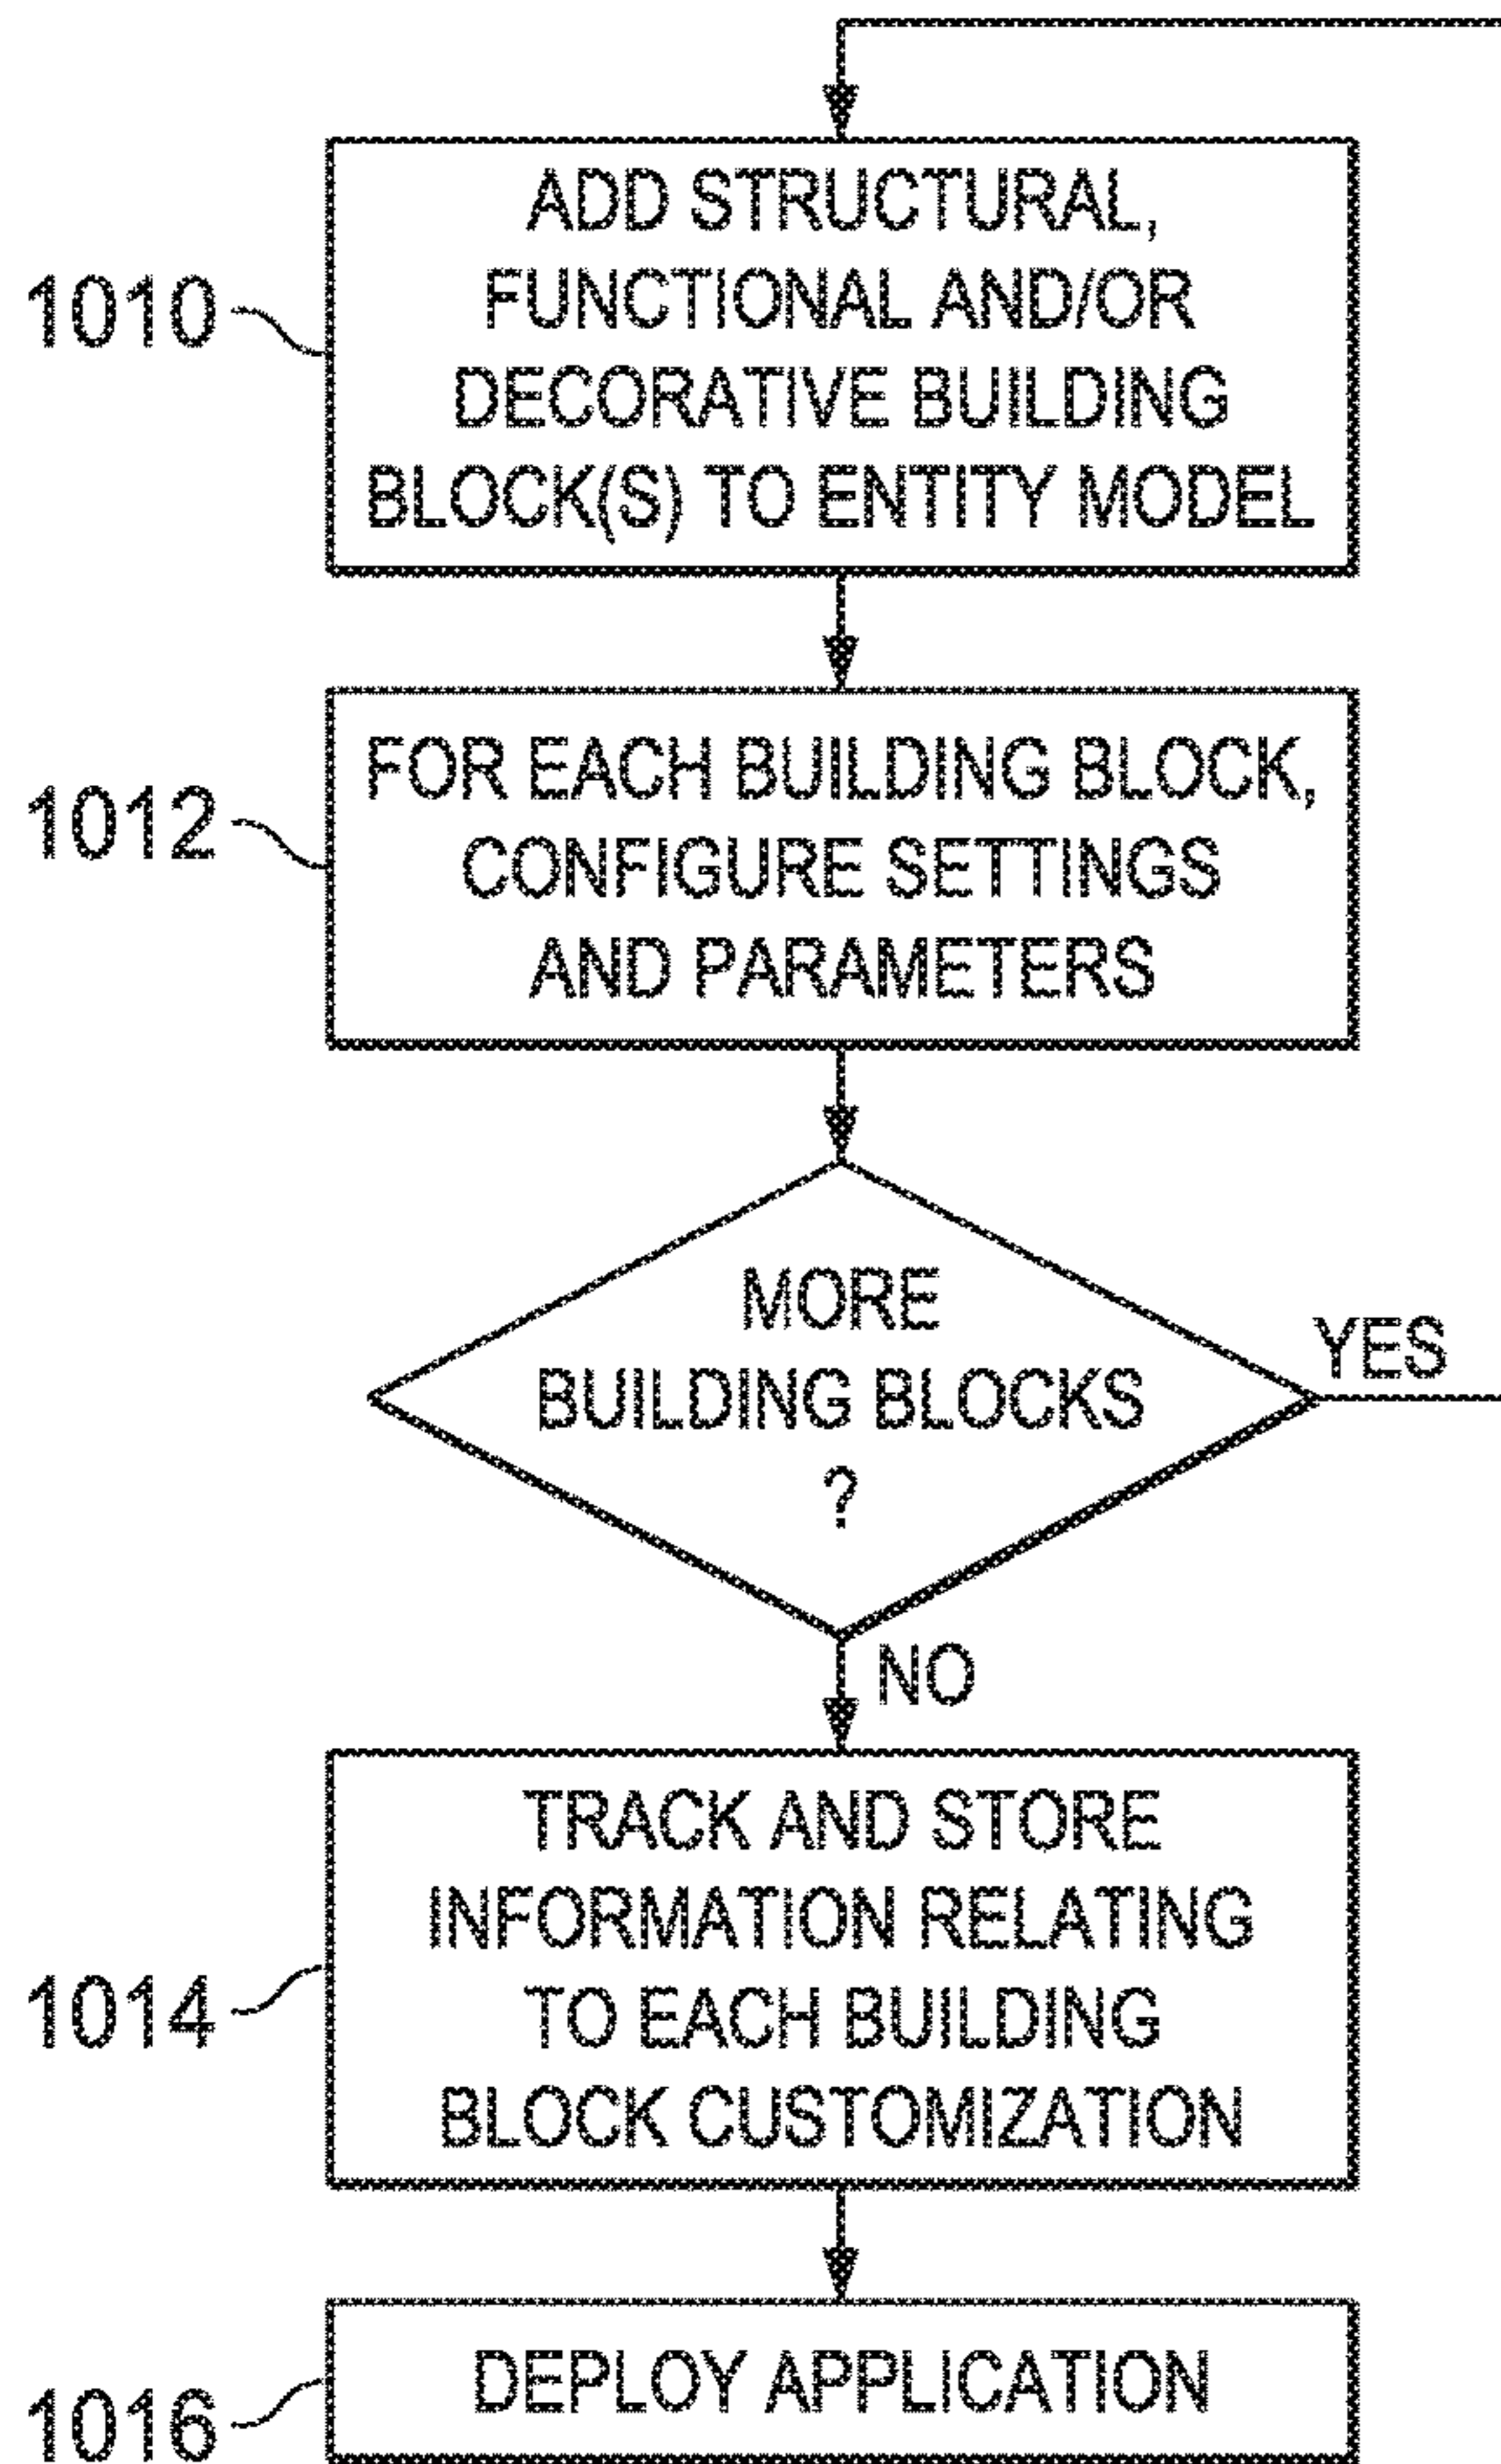 ADD STRUCTURAL,
FUNCTIONAL AND/OR
DECORATIVE BUILDING
BLOCK(S) TO ENTITY MODEL
1010
FOR EACH BUILDING BLOCK,
CONFIGURE SETTINGS
AND PARAMETERS
1012
MORE
BUILDING BLOCKS
?
YES
NO
TRACK AND STORE
INFORMATION RELATING
TO EACH BUILDING
BLOCK CUSTOMIZATION
1014
DEPLOY APPLICATION
1016